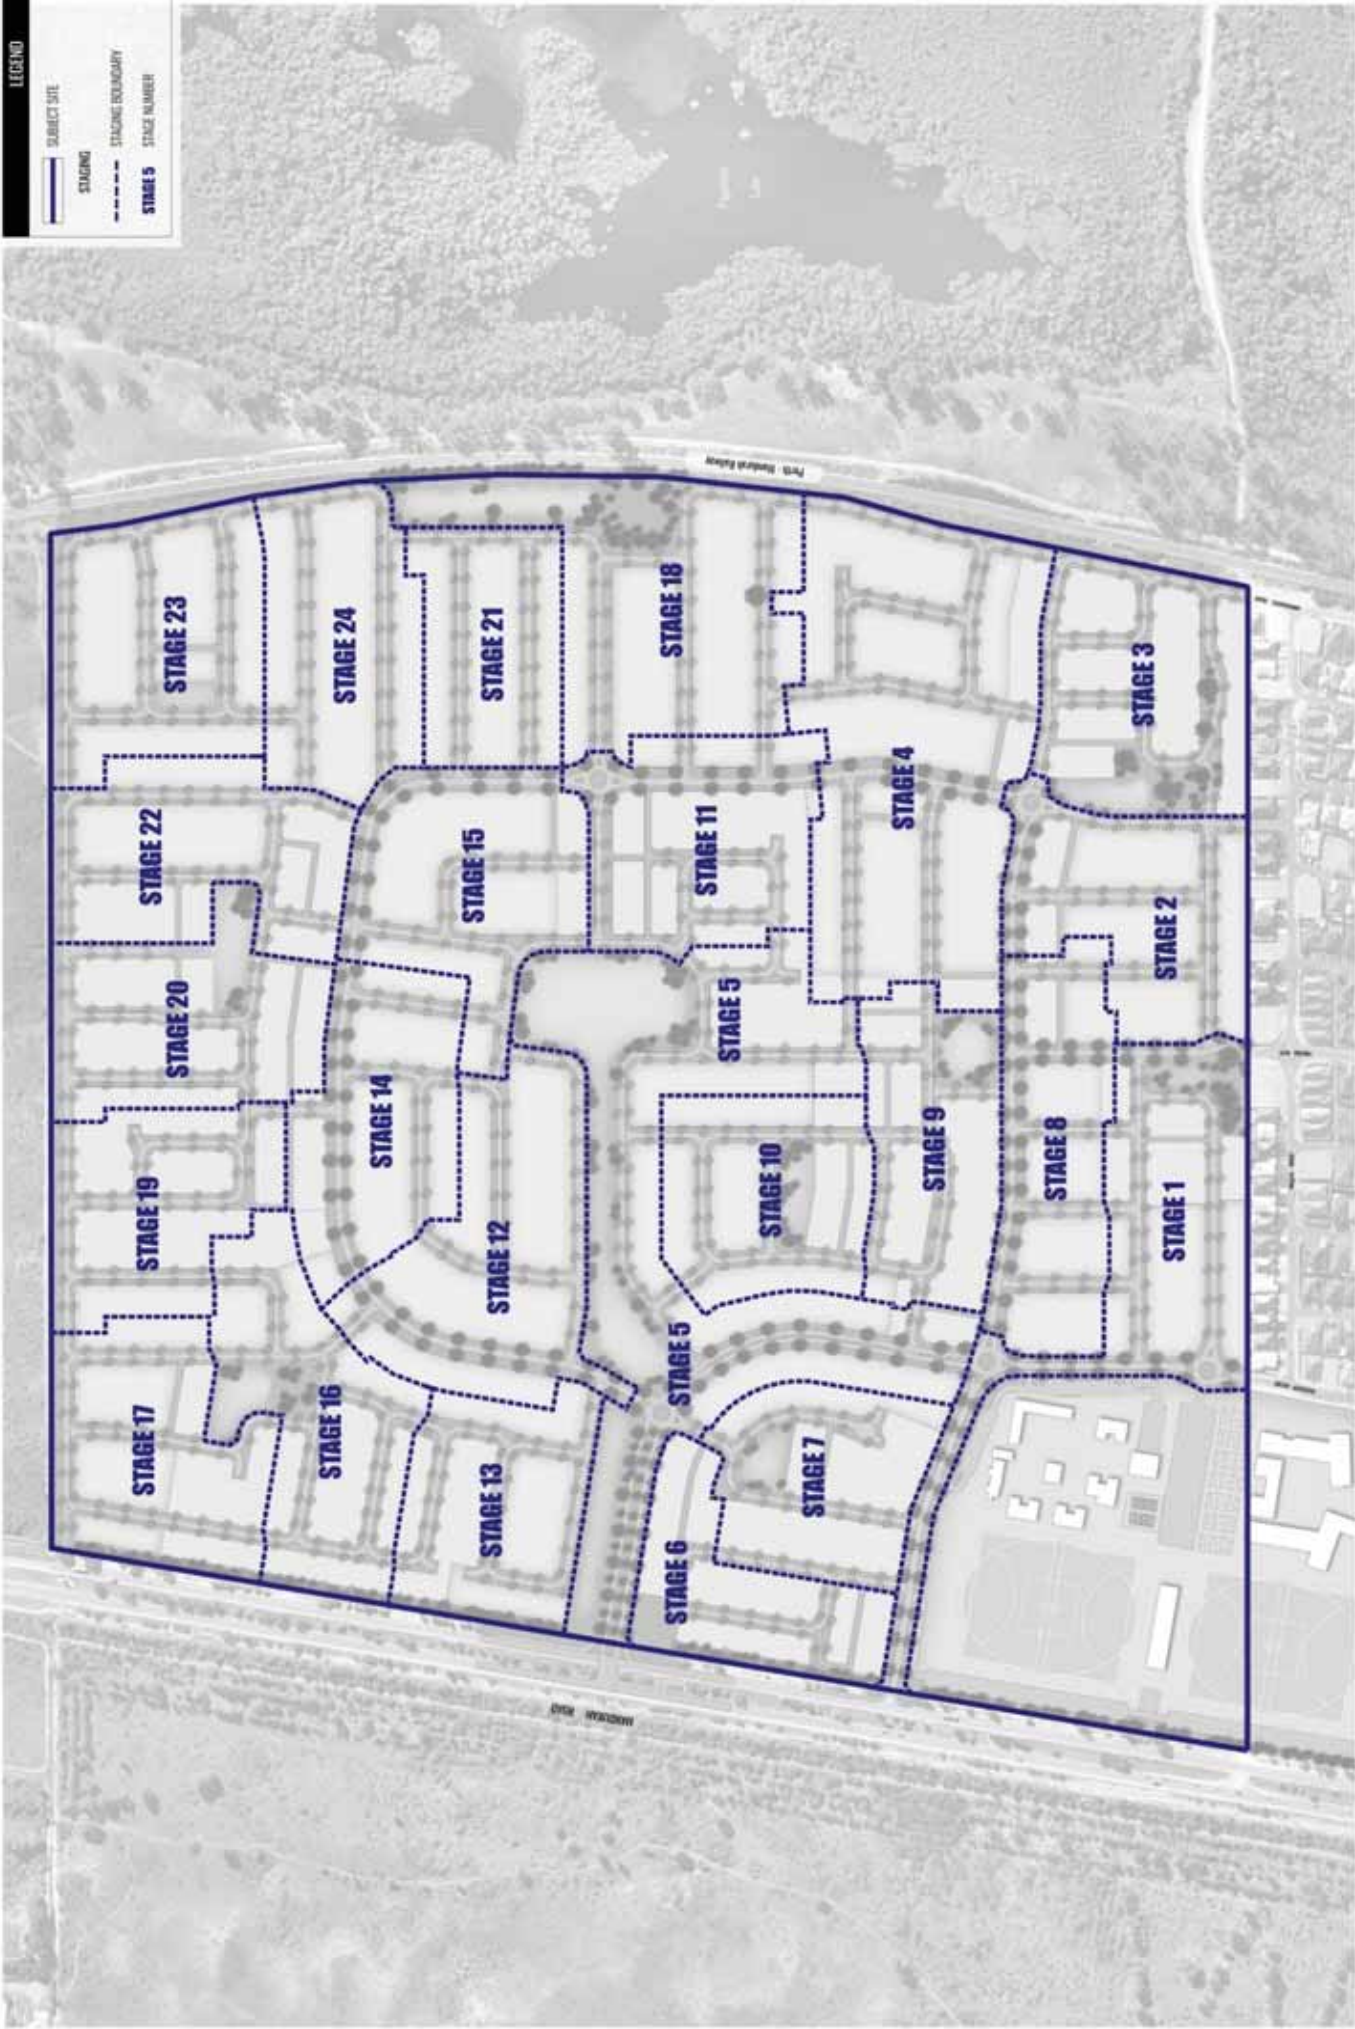 LEGEND
SUBJECT SITE
STAGING
STAGING BOUNDARY
STAGE 5 STAGE NUMBER
STAGE 17
STAGE 19
STAGE 20
STAGE 22
STAGE 23
STAGE 16
STAGE 14
STAGE 24
STAGE 13
STAGE 12
STAGE 15
STAGE 21
STAGE 6
STAGE 5
STAGE 11
STAGE 18
STAGE 7
STAGE 10
STAGE 5
STAGE 9
STAGE 4
STAGE 8
STAGE 1
STAGE 2
STAGE 3
Perth - Mandurah Railway
MANDURAH ROAD